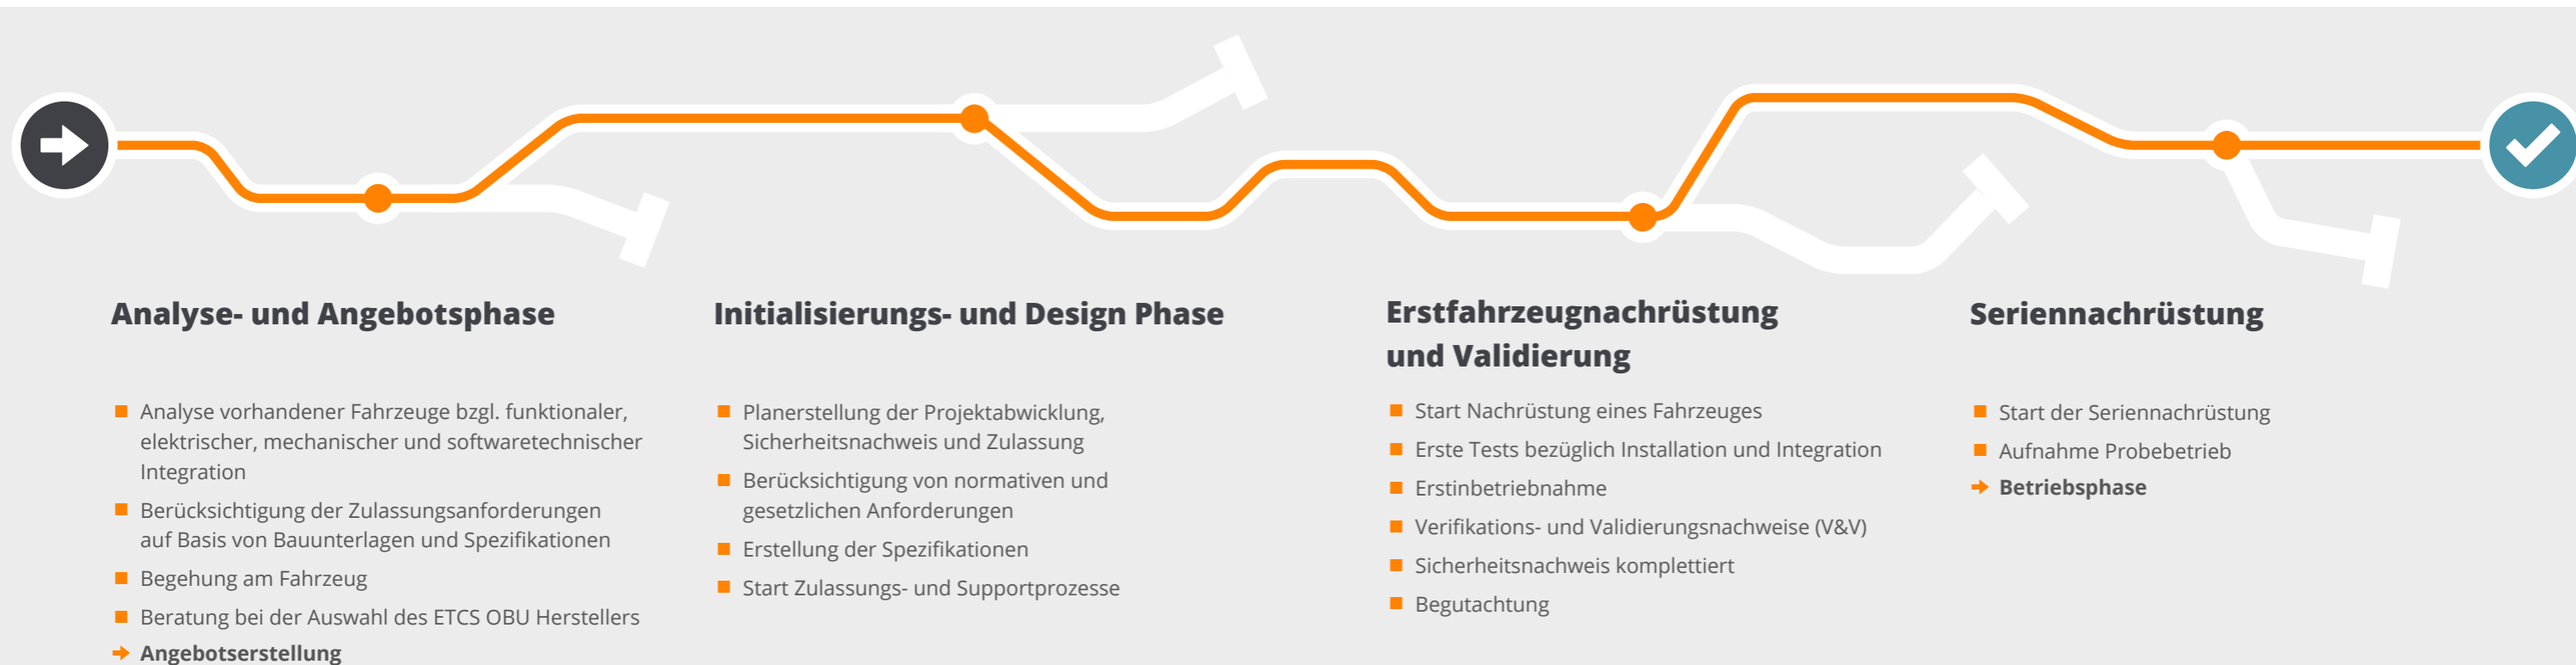 Analyse- und Angebotsphase
Analyse vorhandener Fahrzeuge bzgl. funktionaler,
elektrischer, mechanischer und softwaretechnischer
Integration
Berücksichtigung der Zulassungsanforderungen
auf Basis von Bauunterlagen und Spezifikationen
Begehung am Fahrzeug
Beratung bei der Auswahl des ETCS OBU Herstellers
Angebotserstellung
Initialisierungs- und Design Phase
Planerstellung der Projektabwicklung,
Sicherheitsnachweis und Zulassung
Berücksichtigung von normativen und
gesetzlichen Anforderungen
Erstellung der Spezifikationen
Start Zulassungs- und Supportprozesse
Erstfahrzeugnachrüstung
und Validierung
Start Nachrüstung eines Fahrzeuges
Erste Tests bezüglich Installation und Integration
Erstinbetriebnahme
Verifikations- und Validierungsnachweise (V&V)
Sicherheitsnachweis komplettiert
Begutachtung
Seriennachrüstung
Start der Seriennachrüstung
Aufnahme Probebetrieb
Betriebsphase